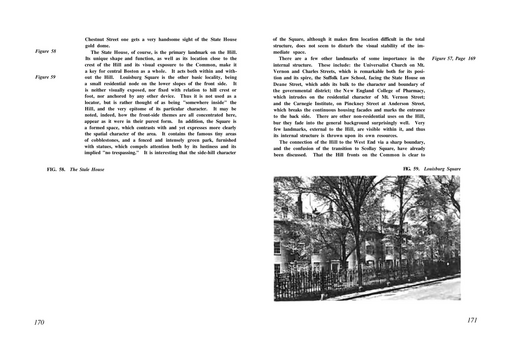 Chestnut Street one gets a very handsome sight of the State House
gold dome.
Figure 58
The State House, of course, is the primary landmark on the Hill.
Its unique shape and function, as well as its location close to the
crest of the Hill and its visual exposure to the Common, make it
a key for central Boston as a whole. It acts both within and with-
Figure 59
out the Hill. Louisburg Square is the other basic locality, being
a small residential node on the lower slopes of the front side. It
is neither visually exposed, nor fixed with relation to hill crest or
foot, nor anchored by any other device. Thus it is not used as a
locator, but is rather thought of as being "somewhere inside" the
Hill, and the very epitome of its particular character. It may be
noted, indeed, how the front-side themes are all concentrated here,
appear as it were in their purest form. In addition, the Square is
a formed space, which contrasts with and yet expresses more clearly
the spatial character of the area. It contains the famous tiny areas
of cobblestones, and a fenced and intensely green park, furnished
with statues, which compels attention both by its lustiness and its
implied "no trespassing." It is interesting that the side-hill character
FIG. 58. The State House
170
of the Square, although it makes firm location difficult in the total
structure, does not seem to disturb the visual stability of the im-
mediate space.
There are a few other landmarks of some importance in the
Figure 57, Page 169
internal structure. These include: the Universalist Church on Mt.
Vernon and Charles Streets, which is remarkable both for its posi-
tion and its spire, the Suffolk Law School, facing the State House on
Deane Street, which adds its bulk to the character and boundary of
the governmental district; the New England College of Pharmacy,
which intrudes on the residential character of Mt. Vernon Street;
and the Carnegie Institute, on Pinckney Street at Anderson Street,
which breaks the continuous housing facades and marks the entrance
to the back side. There are other non-residential uses on the Hill,
but they fade into the general background surprisingly well. Very
few landmarks, external to the Hill, are visible within it, and thus
its internal structure is thrown upon its own resources.
The connection of the Hill to the West End via a sharp boundary,
and the confusion of the transition to Scollay Square, have already
been discussed. That the Hill fronts on the Common is clear to
FIG. 59. Louisburg Square
171